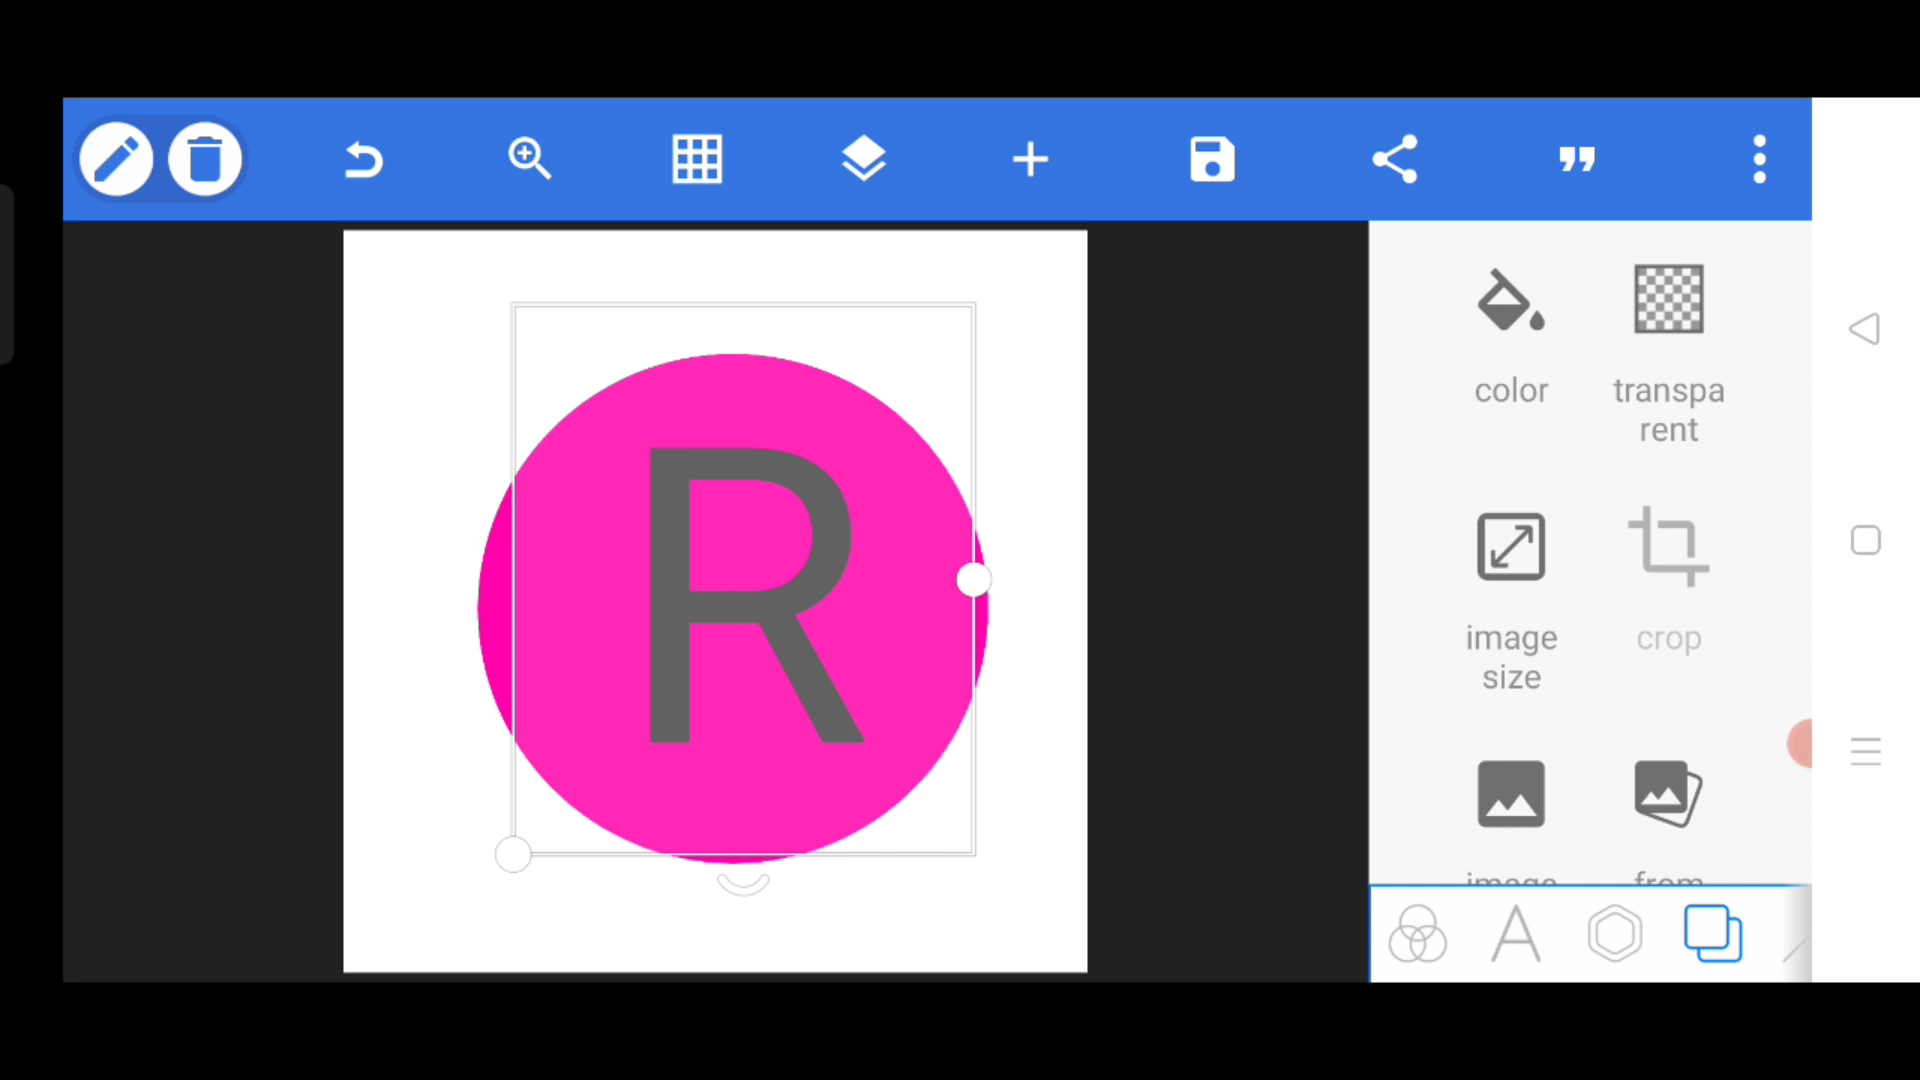 R
color
transpa
rent
image
size
crop
image
from